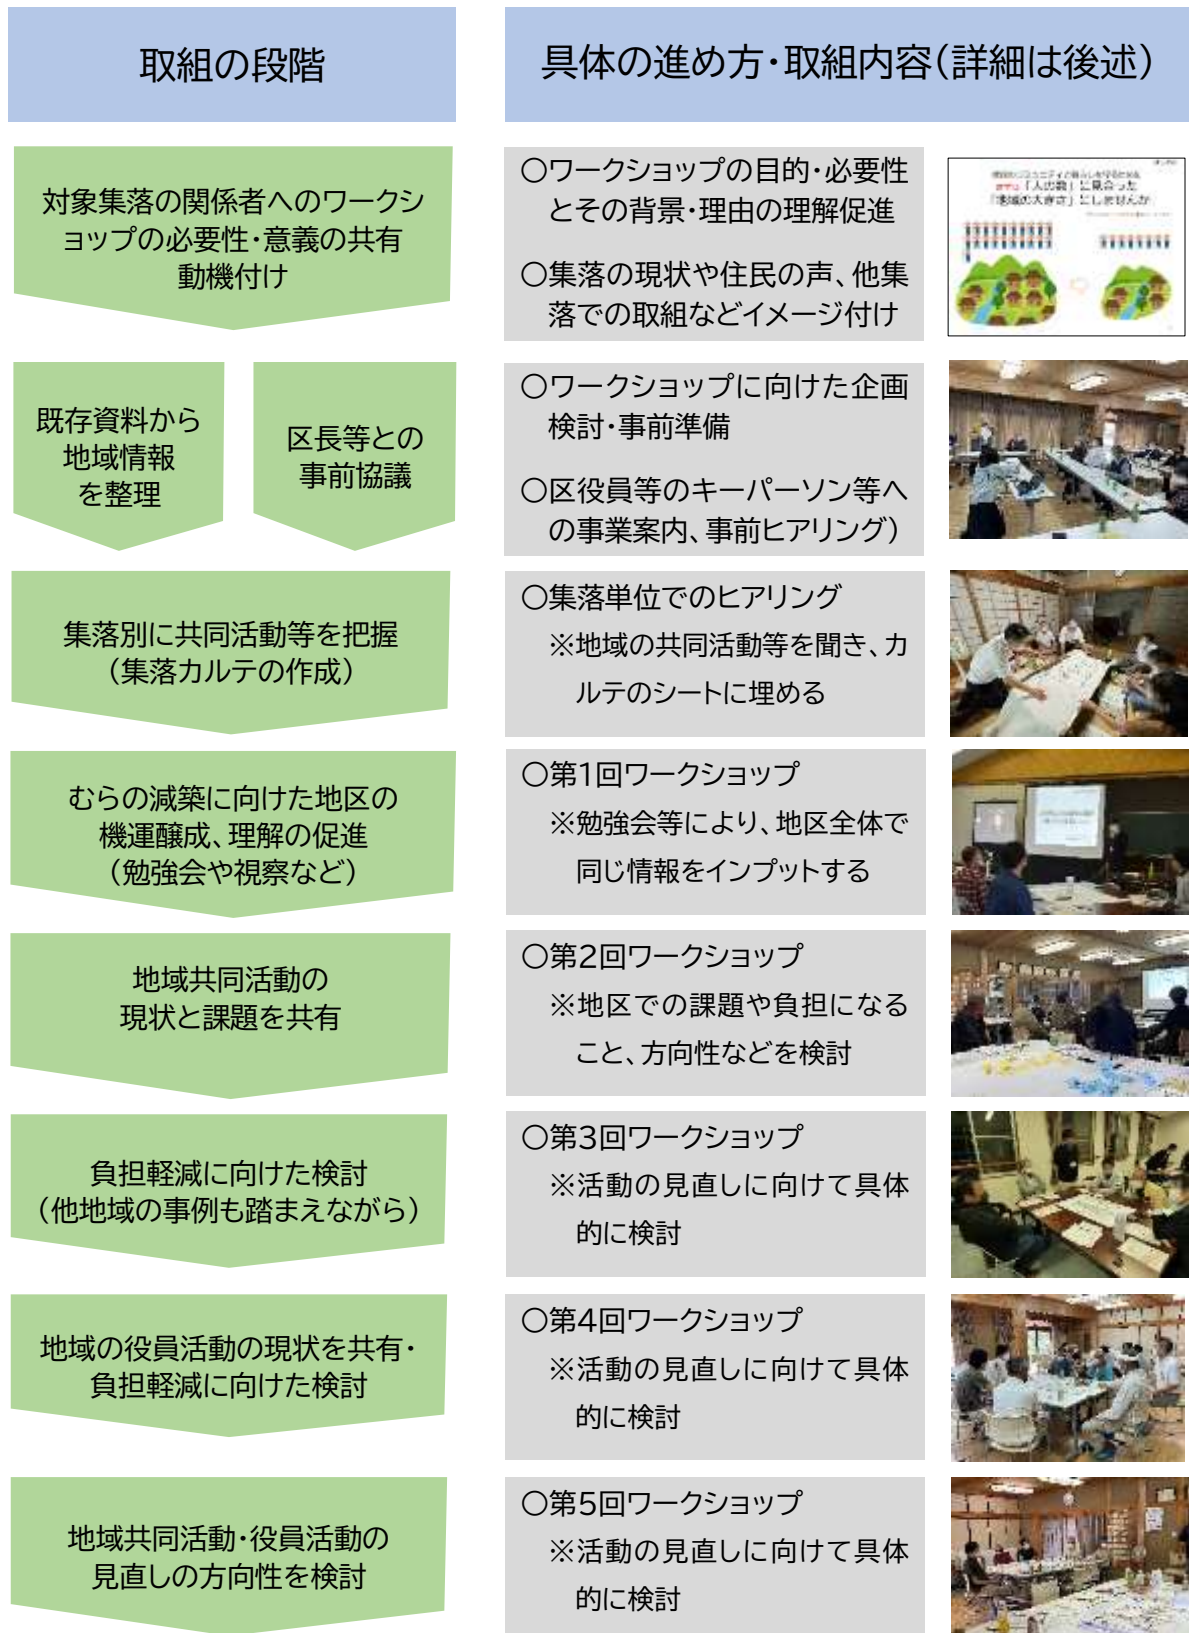 取組の段階
具体の進め方・取組内容(詳細は後述)
対象集落の関係者へのワークシ
ョップの必要性・意義の共有
動機付け
○ワークショップの目的・必要性
とその背景・理由の理解促進
○集落の現状や住民の声、他集
落での取組などイメージ付け
「人の数」に見合った
「地域の大きさ」にしませんか
既存資料から
地域情報
を整理
区長等との
事前協議
○ワークショップに向けた企画
検討・事前準備
○区役員等のキーパーソン等へ
の事業案内、事前ヒアリング)
集落別に共同活動等を把握
(集落カルテの作成)
○集落単位でのヒアリング
※地域の共同活動等を聞き、カ
ルテのシートに埋める
むらの減築に向けた地区の
機運醸成、理解の促進
(勉強会や視察など)
○第1回ワークショップ
※勉強会等により、地区全体で
同じ情報をインプットする
地域共同活動の
現状と課題を共有
○第2回ワークショップ
※地区での課題や負担になる
こと、方向性などを検討
負担軽減に向けた検討
(他地域の事例も踏まえながら)
○第3回ワークショップ
※活動の見直しに向けて具体
的に検討
地域の役員活動の現状を共有・
負担軽減に向けた検討
○第4回ワークショップ
※活動の見直しに向けて具体
的に検討
地域共同活動・役員活動の
見直しの方向性を検討
○第5回ワークショップ
※活動の見直しに向けて具体
的に検討